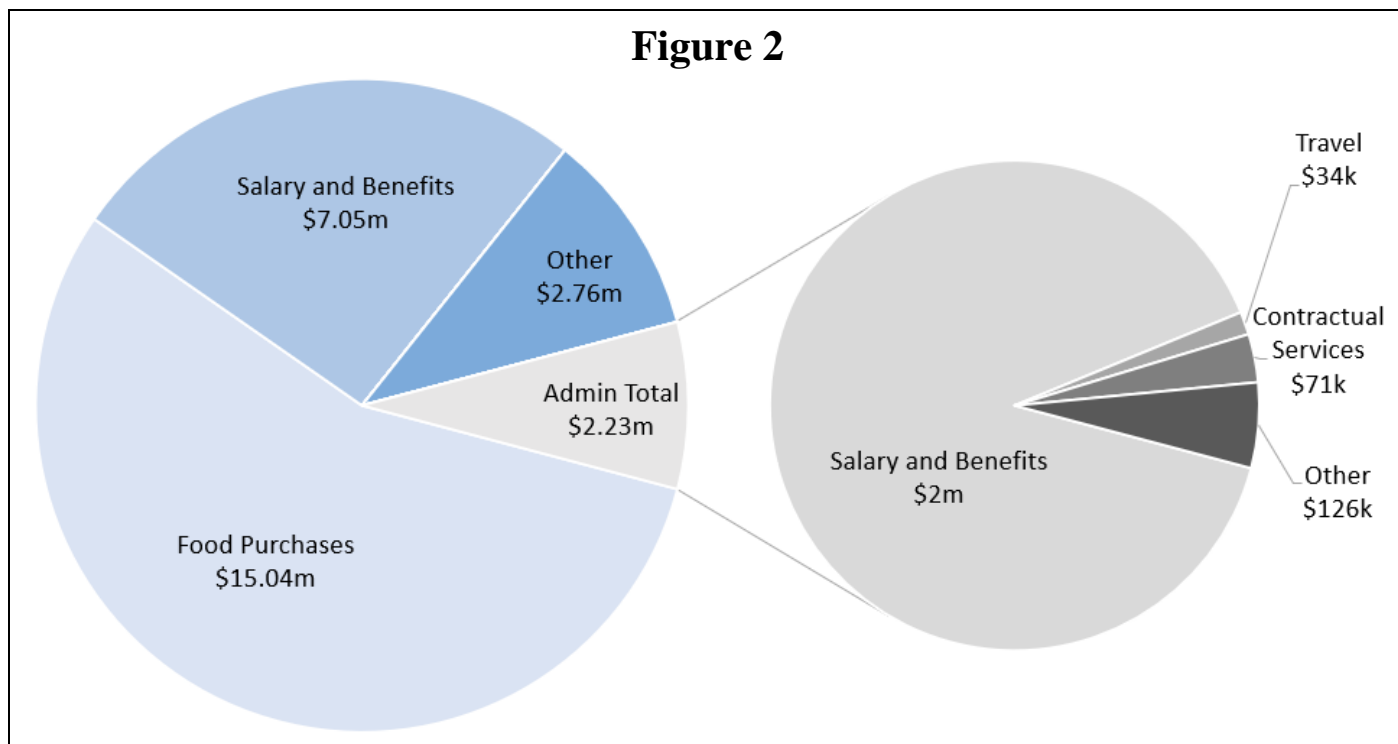 Figure 2
Salary and Benefits
$7.05m
Other
$2.76m
Admin Total
$2.23m
Food Purchases
$15.04m
Travel
$34k
Contractual
Services
$71k
Salary and Benefits
$2m
Other
$126k